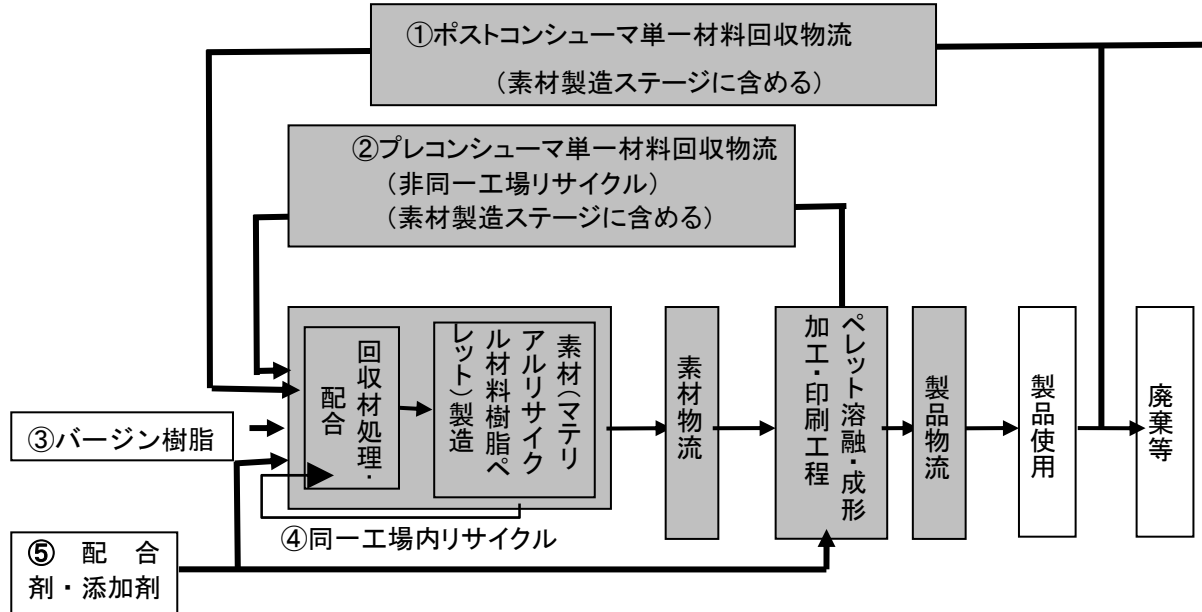 ①ポストコンシューマ単一材料回収物流
（素材製造ステージに含める）
②プレコンシューマ単一材料回収物流
（非同一工場リサイクル）
（素材製造ステージに含める）
③バージン樹脂
回収材処理・
配合
素材（マテリ
アルリサイク
ル材料樹脂ペ
レット）製造
④同一工場内リサイクル
素材物流
ペレット溶融・成形
加工・印刷工程
製品物流
製品使用
廃棄等
⑤ 配 合
剤・添加剤